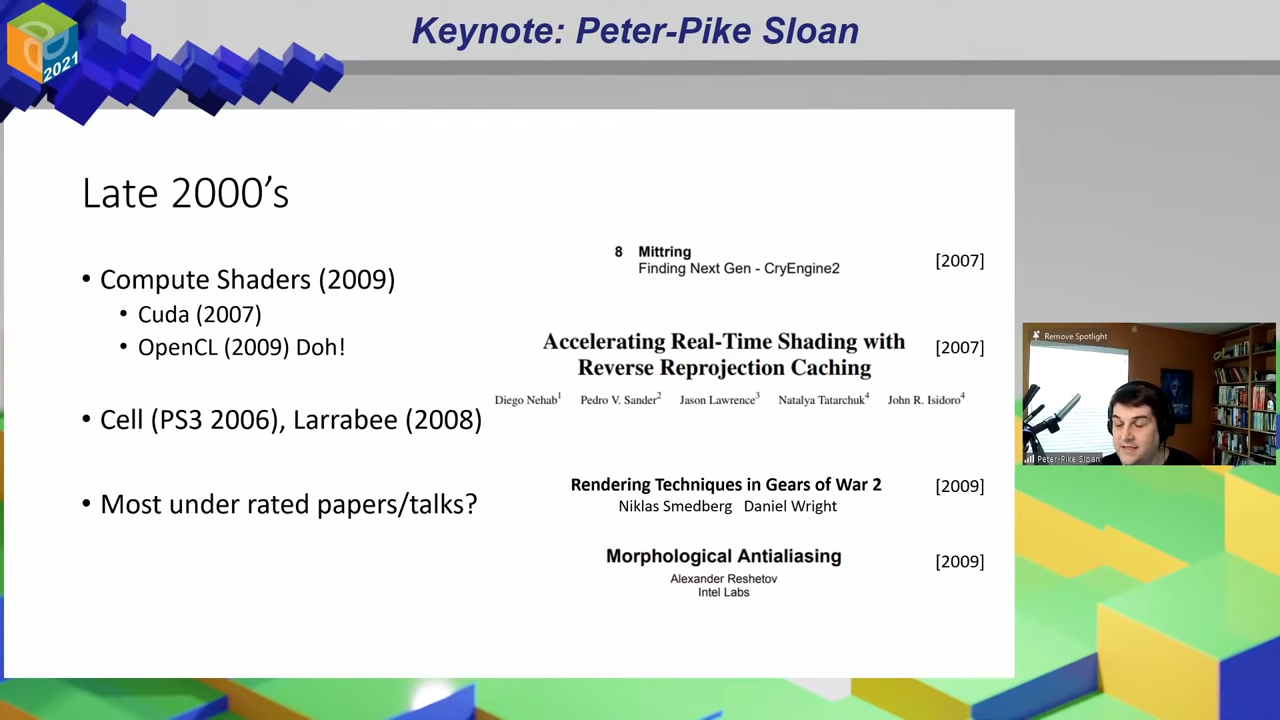 Keynote: Peter-Pike Sloan
2021
Late 2000's
• Compute Shaders (2009)
• Cuda (2007)
• OpenCL (2009) Doh!
• Cell (PS3 2006), Larrabee (2008)
• Most under rated papers/talks?
8 Mittring
Finding Next Gen - CryEngine2
[2007]
Accelerating Real-Time Shading with
Reverse Reprojection Caching
[2007]
Diego Nehab1 Pedro V. Sander2 Jason Lawrence3 Natalya Tatarchuk4 John R. Isidoro4
Rendering Techniques in Gears of War 2
Niklas Smedberg Daniel Wright
[2009]
Morphological Antialiasing
[2009]
Alexander Reshetov
Intel Labs
Remove Spotlight
Peter-Pike Sloan